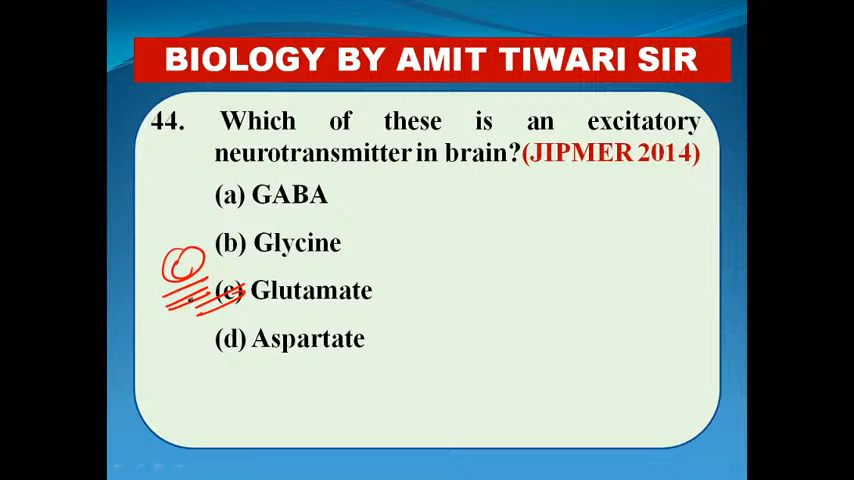 BIOLOGY BY AMIT TIWARI SIR
44. Which of these is an excitatory
neurotransmitter in brain?(JIPMER 2014)
(a) GABA
(b) Glycine
(c) Glutamate
(d) Aspartate